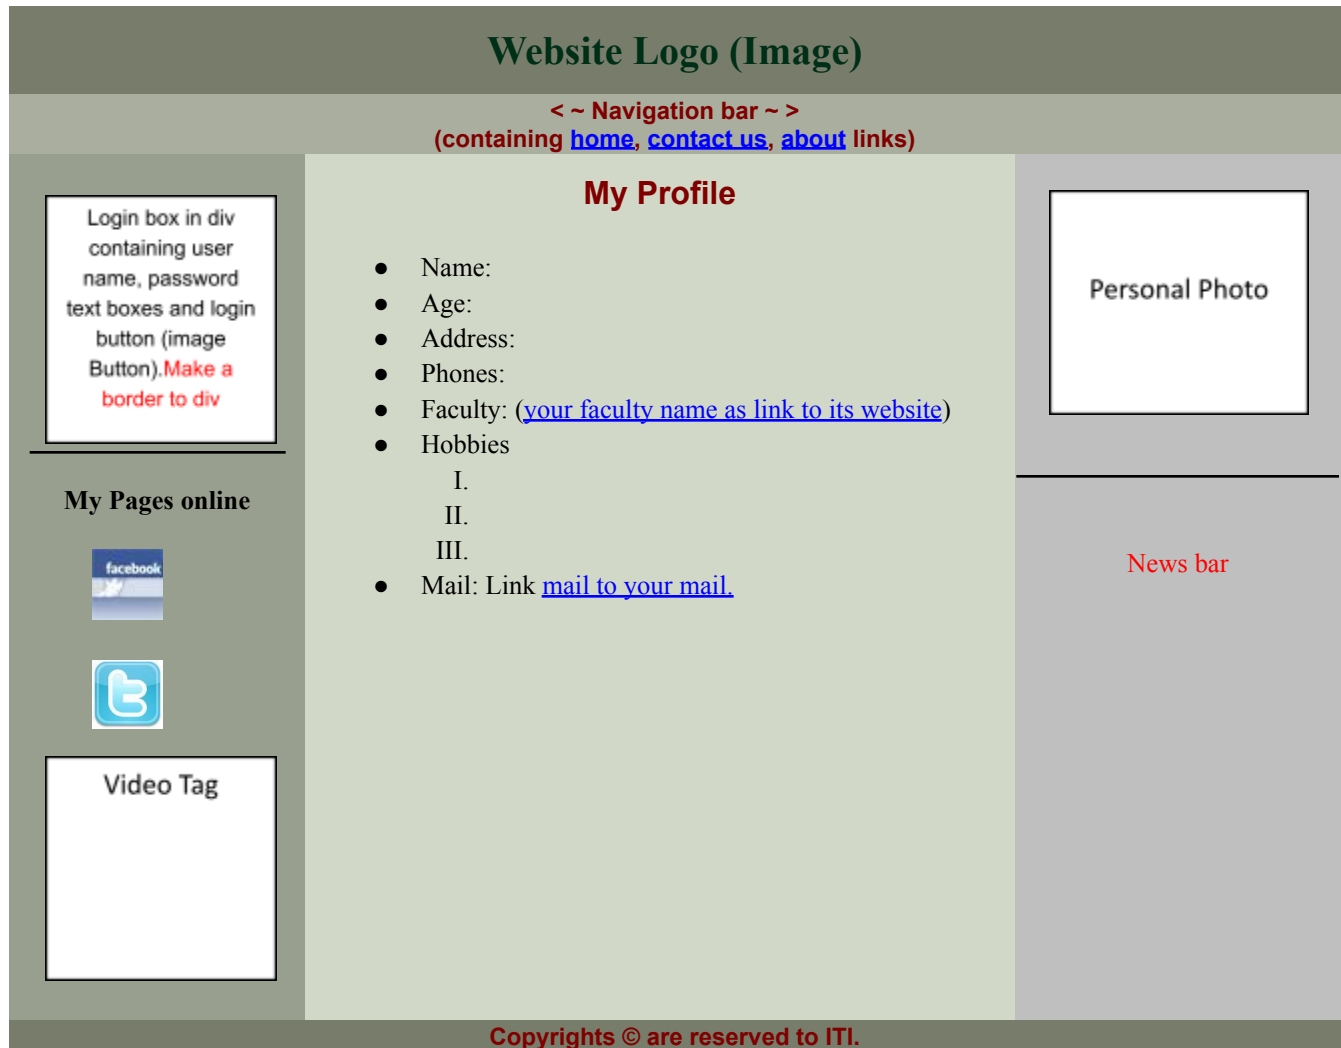 Website Logo (Image)
< ~ Navigation bar ~ >
(containing home, contact us, about links)
Login box in div
containing user
name, password
text boxes and login
button (image
Button).Make a
border to div
My Pages online
facebook
Video Tag
My Profile
● Name:
● Age:
● Address:
● Phones:
● Faculty: (your faculty name as link to its website)
● Hobbies
I.
II.
III.
● Mail: Link mail to your mail.
Personal Photo
News bar
Copyrights © are reserved to ITI.